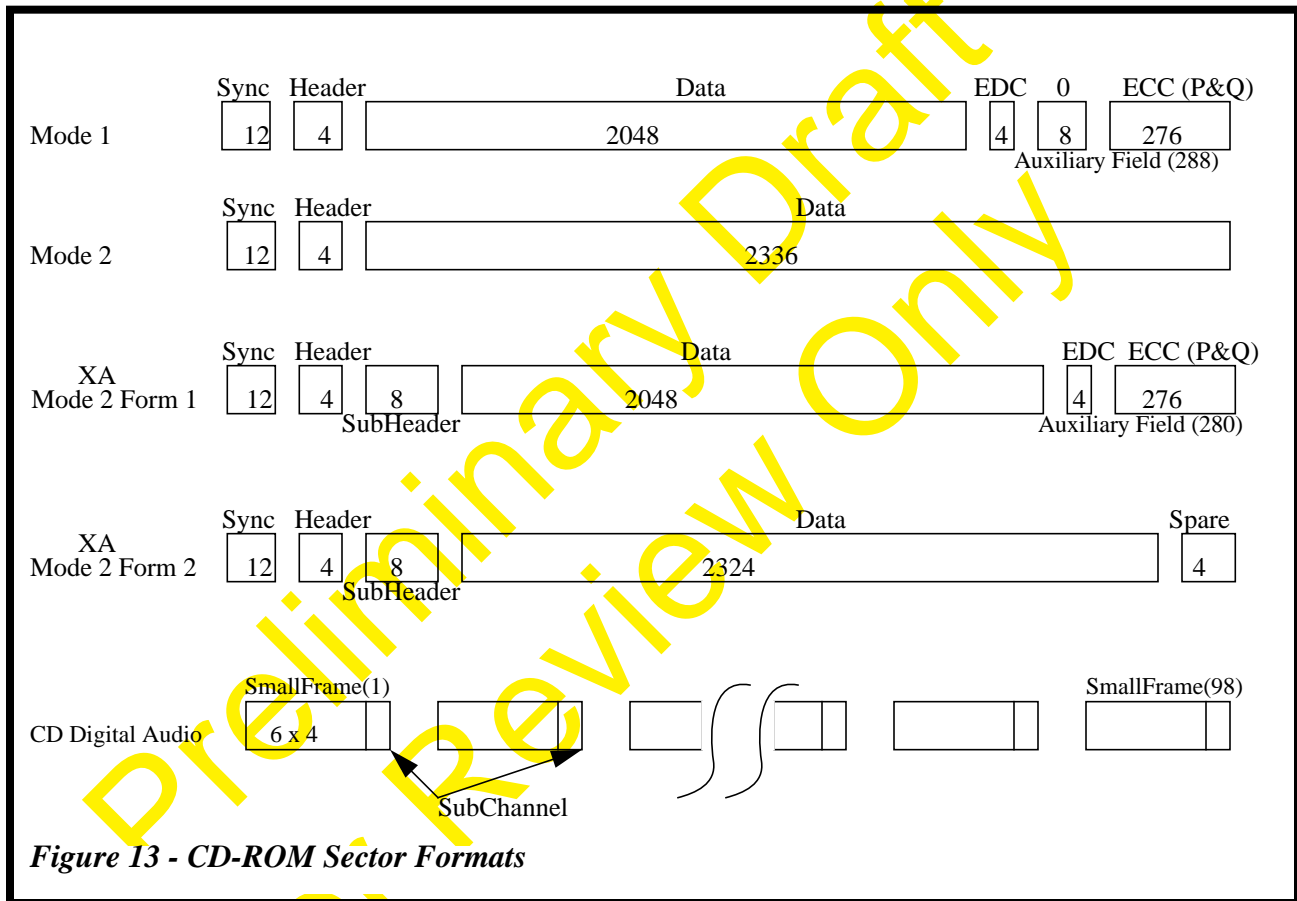 Sync Header Data EDC 0 ECC (P&Q)
Mode 1 12 4 2048 4 8 276
Auxiliary Field (288)
Sync Header Data
Mode 2 12 4 2336
Sync Header Data EDC ECC (P&Q)
XA
Mode 2 Form 1 12 4 8 2048 4 276
SubHeader Auxiliary Field (280)
Sync Header Data Spare
XA
Mode 2 Form 2 12 4 8 2324 4
SubHeader
SmallFrame(1) SmallFrame(98)
CD Digital Audio 6 x 4
SubChannel
Figure 13 - CD-ROM Sector Formats
Preliminary Draft
Review Only